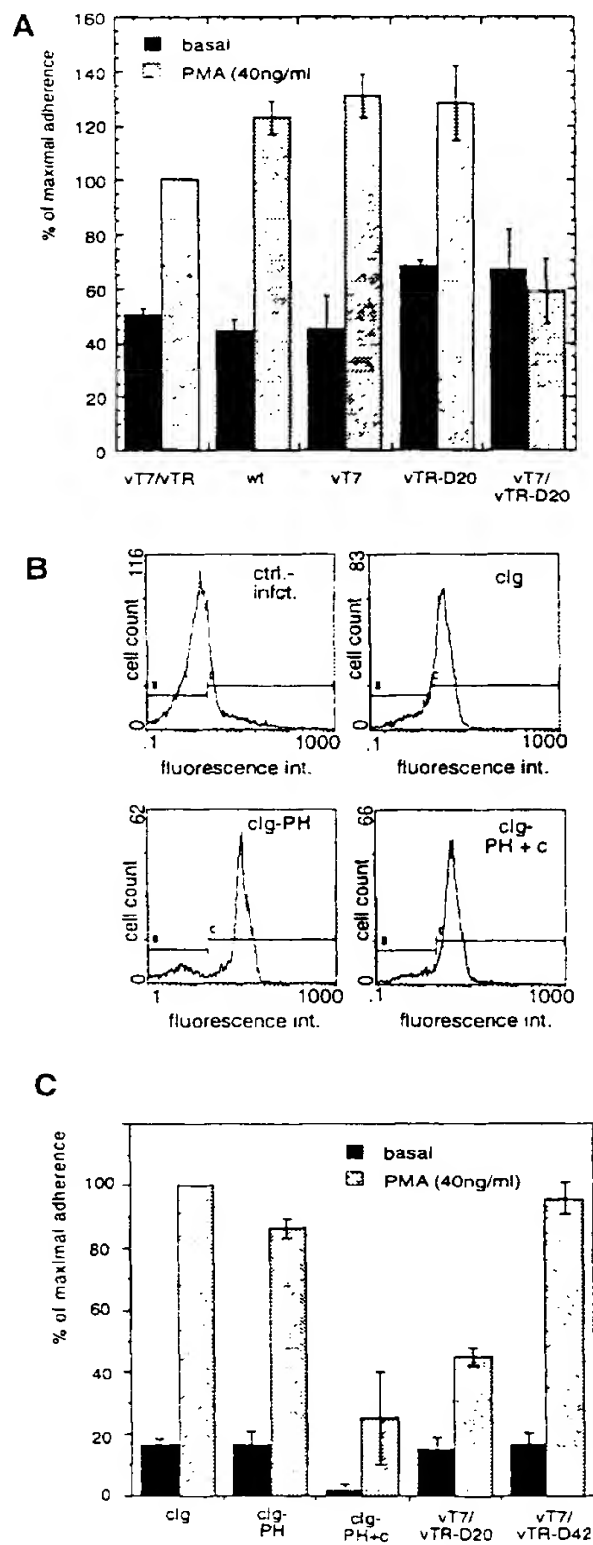 A
160
140
120
100
80
60
40
20
0
% of maximal adherence
basal
PMA (40ng/ml
vT7/vTR
wt
vT7
vTR-D20
vT7/
vTR-D20
B
116
0
cell count
ctrl.-
infct.
.1
1000
fluorescence int.
83
0
cell count
cIg
.1
1000
fluorescence int.
62
0
cell count
cIg-PH
c
1
1000
fluorescence int.
66
0
cell count
cIg-
PH + c
.1
1000
fluorescence int.
C
100
80
60
40
20
0
% of maximal adherence
basal
PMA (40ng/ml)
cIg
cIg-
PH
cIg-
PH+c
vT7/
vTR-D20
vT7/
vTR-D42